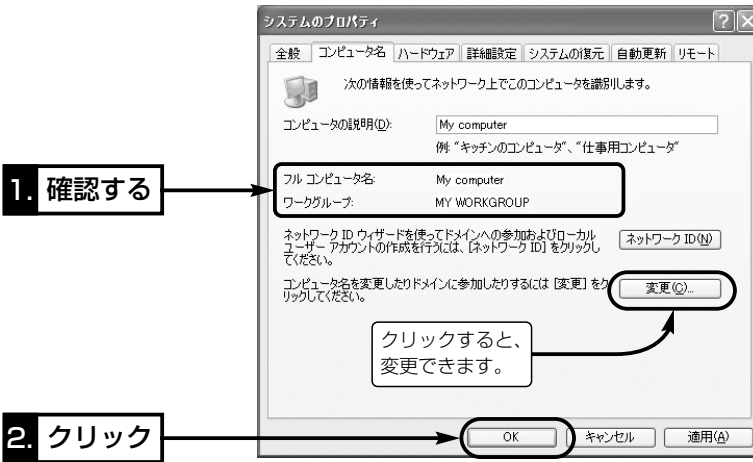 システムのプロパティ
全般 コンピュータ名 ハードウェア 詳細設定 システムの復元 自動更新 リモート
次の情報を使ってネットワーク上でこのコンピュータを識別します。
コンピュータの説明(D): My computer
例: "キッチンのコンピュータ"、"仕事用コンピュータ"
1. 確認する
フル コンピュータ名: My computer
ワークグループ: MY WORKGROUP
ネットワーク ID ウィザードを使ってドメインへの参加およびローカル
ユーザー アカウントの作成を行うには、[ネットワーク ID] をクリックし
てください。
ネットワーク ID(N)
コンピュータ名を変更したりドメインに参加したりするには [変更] をク
リックしてください。
変更(C)...
クリックすると、
変更できます。
2. クリック
OK キャンセル 適用(A)